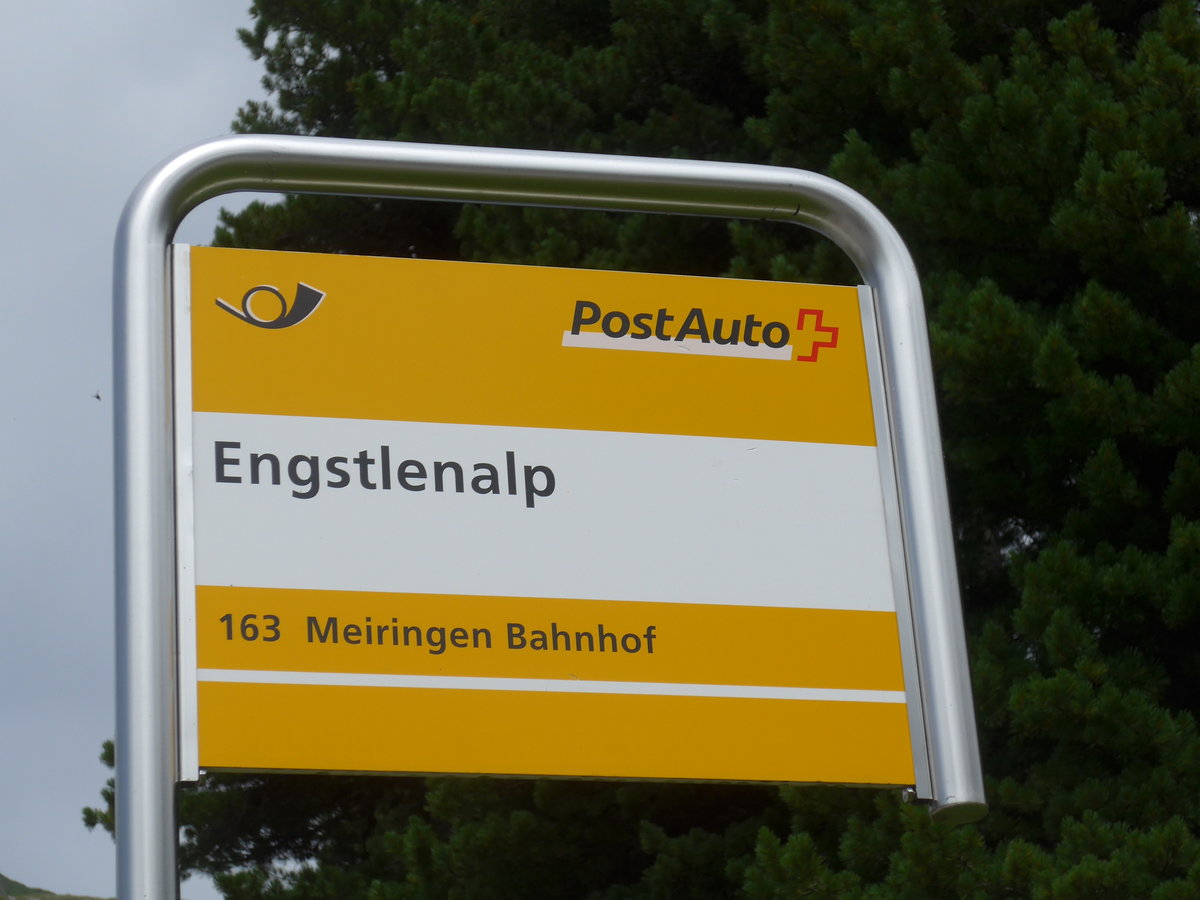 PostAuto
Engstlenalp
163 Meiringen Bahnhof